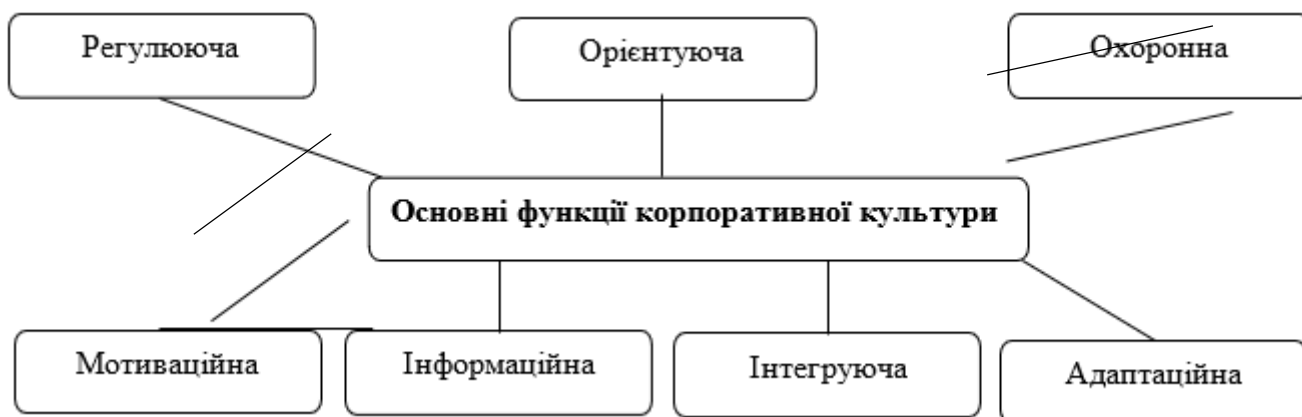 Регулююча
Орієнтуюча
Охоронна
Основні функції корпоративної культури
Мотиваційна
Інформаційна
Інтегруюча
Адаптаційна